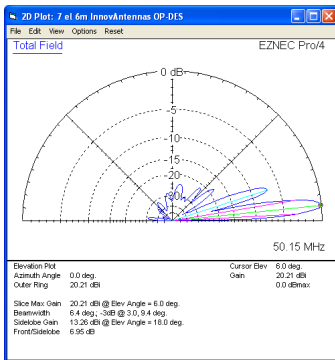 2D Plot: 7 el 6m InnovAntennas OP-DES
File Edit View Options Reset
Total Field
EZNEC Pro/4
0 dB
-5
-10
-15
-20
-30
50.15 MHz
Elevation Plot
Azimuth Angle 0.0 deg.
Outer Ring 20.21 dBi
Cursor Elev 6.0 deg.
Gain 20.21 dBi
0.0 dBmax
Slice Max Gain 20.21 dBi @ Elev Angle = 6.0 deg.
Beamwidth 6.4 deg.; -3dB @ 3.0, 9.4 deg.
Sidelobe Gain 13.26 dBi @ Elev Angle = 18.0 deg.
Front/Sidelobe 6.95 dB